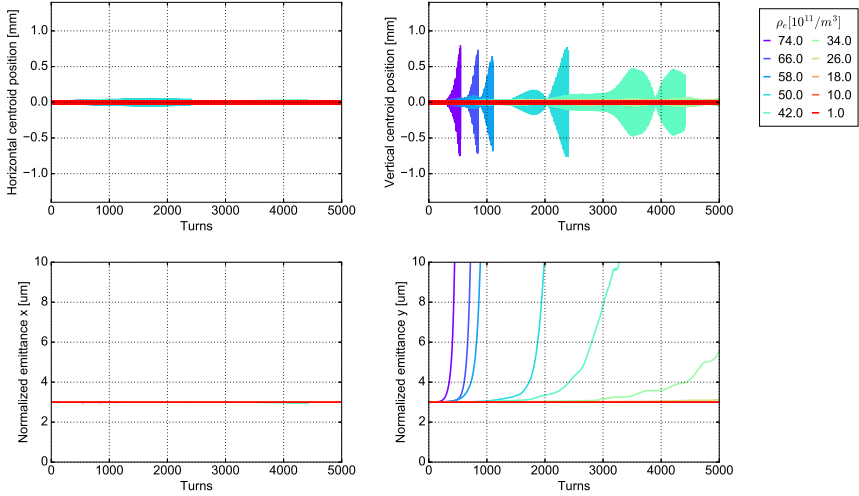 Horizontal centroid position [mm]
1.0
0.5
0.0
−0.5
−1.0
0 1000 2000 3000 4000 5000
Turns
Vertical centroid position [mm]
1.0
0.5
0.0
−0.5
−1.0
0 1000 2000 3000 4000 5000
Turns
ρe[10^11/m^3]
74.0 34.0
66.0 26.0
58.0 18.0
50.0 10.0
42.0 1.0
Normalized emittance x [um]
10
8
6
4
2
0
0 1000 2000 3000 4000 5000
Turns
Normalized emittance y [um]
10
8
6
4
2
0
0 1000 2000 3000 4000 5000
Turns